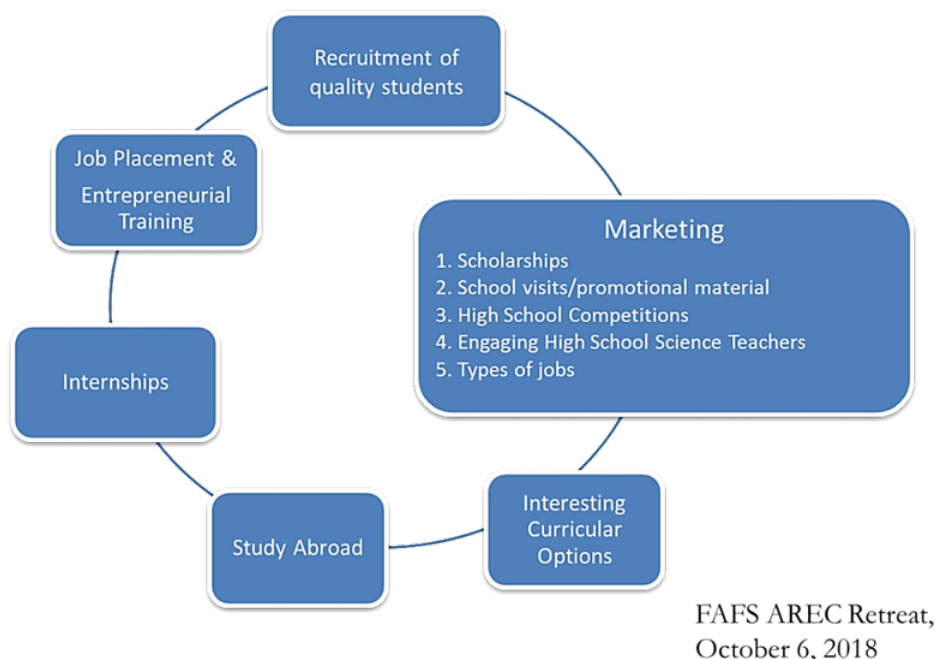 Recruitment of
quality students
Job Placement &
Entrepreneurial
Training
Marketing
1. Scholarships
2. School visits/promotional material
3. High School Competitions
4. Engaging High School Science Teachers
5. Types of jobs
Internships
Interesting
Curricular
Options
Study Abroad
FAFS AREC Retreat,
October 6, 2018